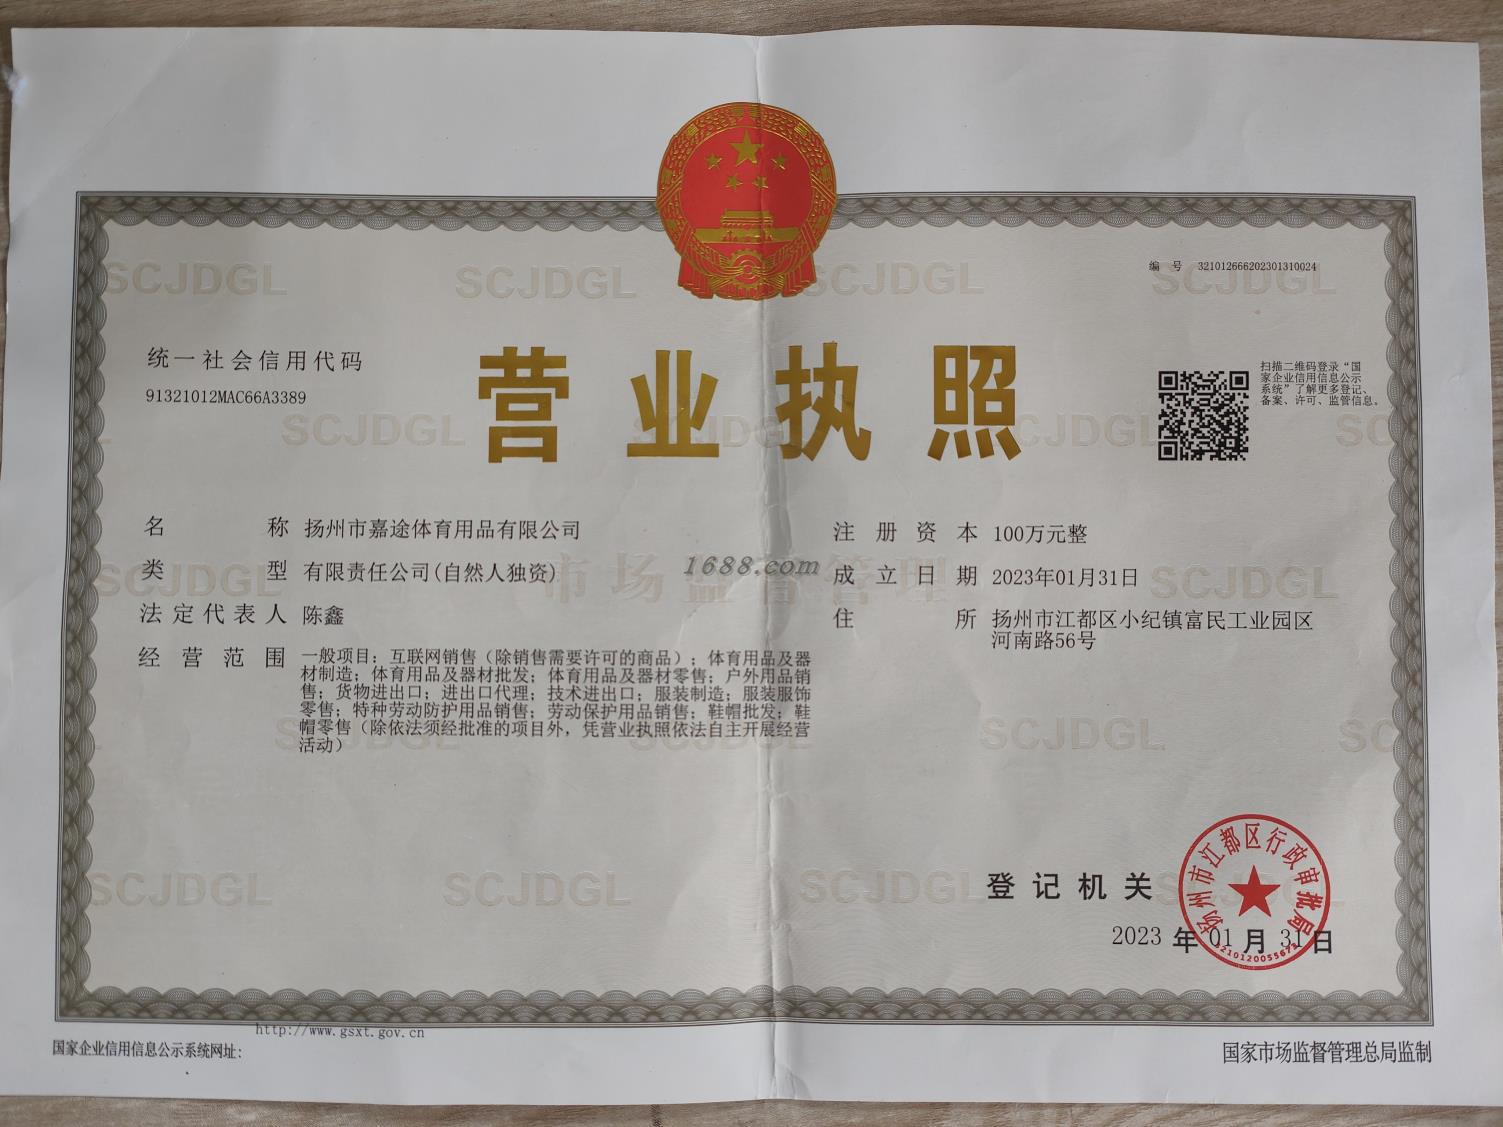 编 号 321012666202301310024
统一社会信用代码
91321012MAC66A3389
营业执照
扫描二维码登录“国
家企业信用信息公示
系统”了解更多登记、
备案、许可、监管信息。
名 称 扬州市嘉途体育用品有限公司
类 型 有限责任公司(自然人独资)
法定代表人 陈鑫
经营范围 一般项目：互联网销售（除销售需要许可的商品）；体育用品及器
材制造；体育用品及器材批发；体育用品及器材零售；户外用品销
售；货物进出口；进出口代理；技术进出口；服装制造；服装服饰
零售；特种劳动防护用品销售；劳动保护用品销售；鞋帽批发；鞋
帽零售（除依法须经批准的项目外，凭营业执照依法自主开展经营
活动）
注册资本 100万元整
成立日期 2023年01月31日
住 所 扬州市江都区小纪镇富民工业园区
河南路56号
1688.com
市场监督管理
SCJDGL
登记机关
扬州市江都区行政审批局
2023 年 01 月 31 日
http://www.gsxt.gov.cn
国家企业信用信息公示系统网址：
国家市场监督管理总局监制